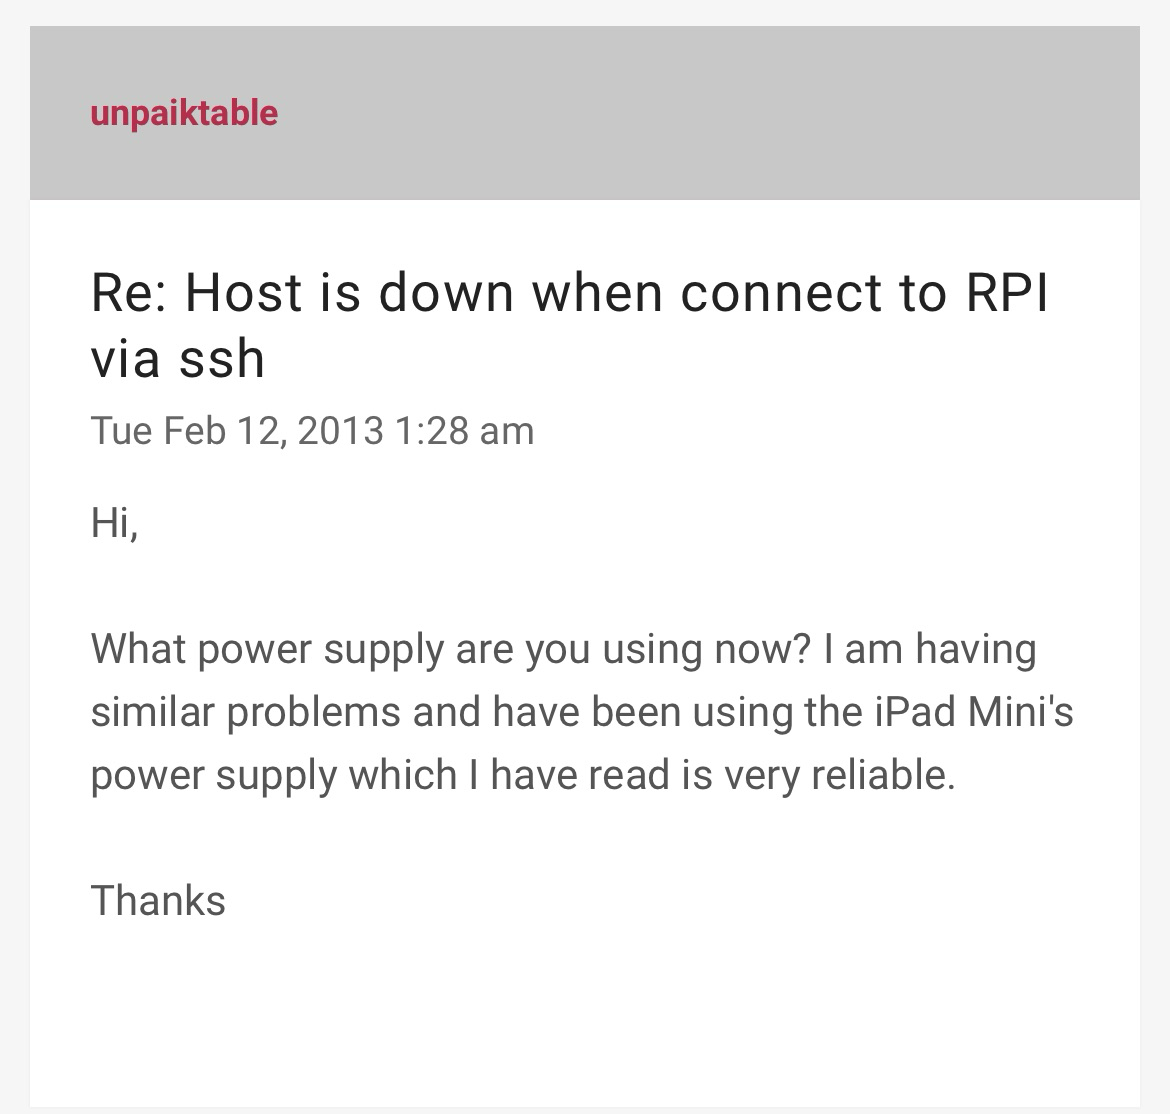 unpaiktable
Re: Host is down when connect to RPI
via ssh
Tue Feb 12, 2013 1:28 am
Hi,
What power supply are you using now? I am having
similar problems and have been using the iPad Mini's
power supply which I have read is very reliable.
Thanks